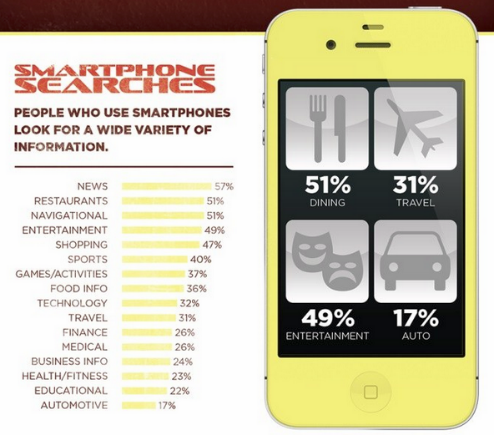 SMARTPHONE
SEARCHES
PEOPLE WHO USE SMARTPHONES
LOOK FOR A WIDE VARIETY OF
INFORMATION.
NEWS 57%
RESTAURANTS 51%
NAVIGATIONAL 51%
ENTERTAINMENT 49%
SHOPPING 47%
SPORTS 40%
GAMES/ACTIVITIES 37%
FOOD INFO 36%
TECHNOLOGY 32%
TRAVEL 31%
FINANCE 26%
MEDICAL 26%
BUSINESS INFO 24%
HEALTH/FITNESS 23%
EDUCATIONAL 22%
AUTOMOTIVE 17%
51% 31%
DINING TRAVEL
49% 17%
ENTERTAINMENT AUTO